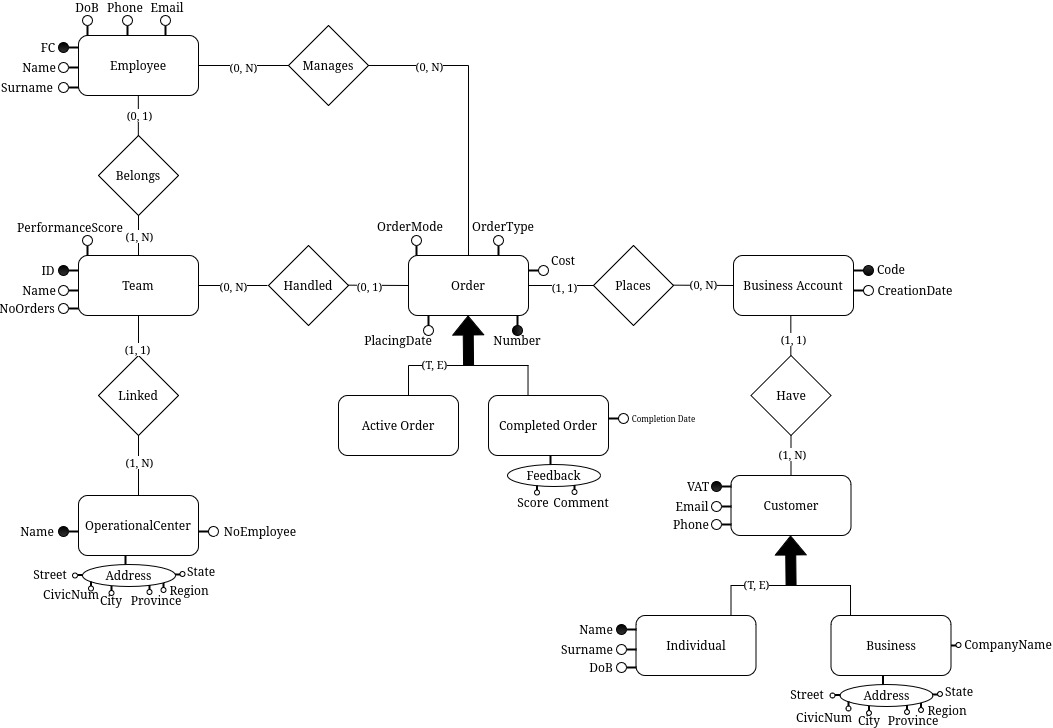 DoB Phone Email
FC
Name
Surname
Employee
(0, N)
Manages
(0, N)
(0, 1)
Belongs
(1, N)
PerformanceScore
ID
Name
NoOrders
Team
(0, N)
Handled
(0, 1)
OrderMode
OrderType
Cost
Order
PlacingDate
Number
(1, 1)
Places
(0, N)
Business Account
Code
CreationDate
(1, 1)
Linked
(1, N)
(T, E)
Active Order
Completed Order
Completion Date
Feedback
Score Comment
(1, 1)
Have
(1, N)
VAT
Email
Phone
Customer
Name
OperationalCenter
NoEmployee
Address
Street
CivicNum
City
Province
Region
State
(T, E)
Name
Surname
DoB
Individual
Business
CompanyName
Address
Street
CivicNum
City
Province
Region
State